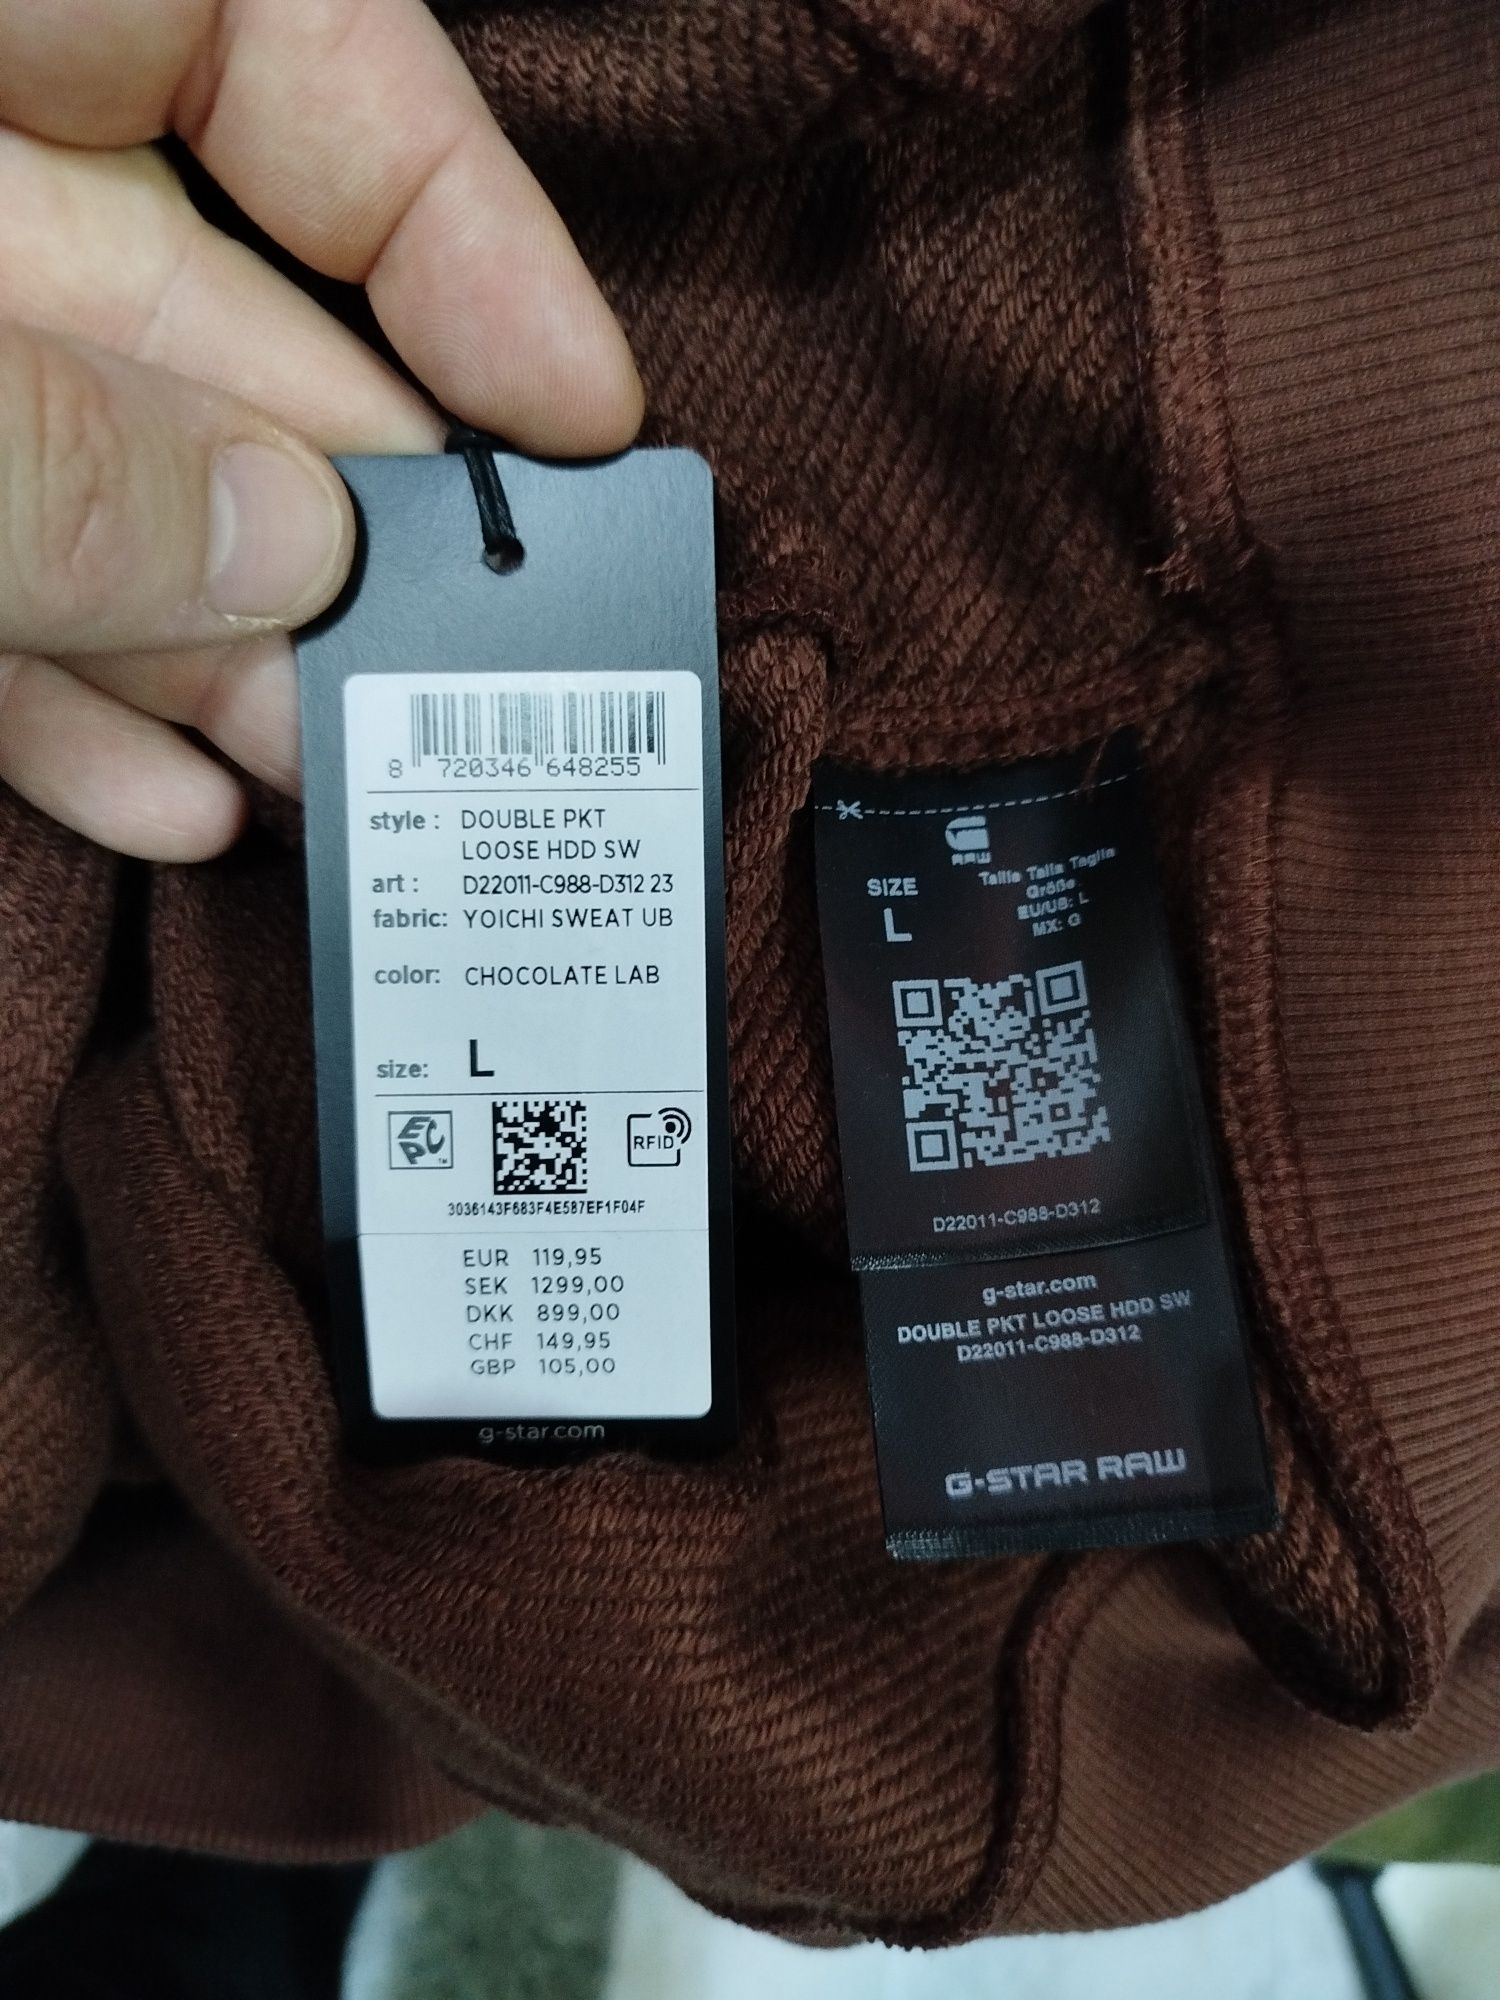 8 720346 648255
style : DOUBLE PKT
LOOSE HDD SW
art : D22011-C988-D312 23
fabric: YOICHI SWEAT UB
color: CHOCOLATE LAB
size: L
EPC™
RFID
3036143F683F4E587EF1F04F
EUR 119,95
SEK 1299,00
DKK 899,00
CHF 149,95
GBP 105,00
g-star.com
RAW
SIZE
L
Taille Talla Taglia
Größe
EU/US: L
MX: G
D22011-C988-D312
g-star.com
DOUBLE PKT LOOSE HDD SW
D22011-C988-D312
G-STAR RAW